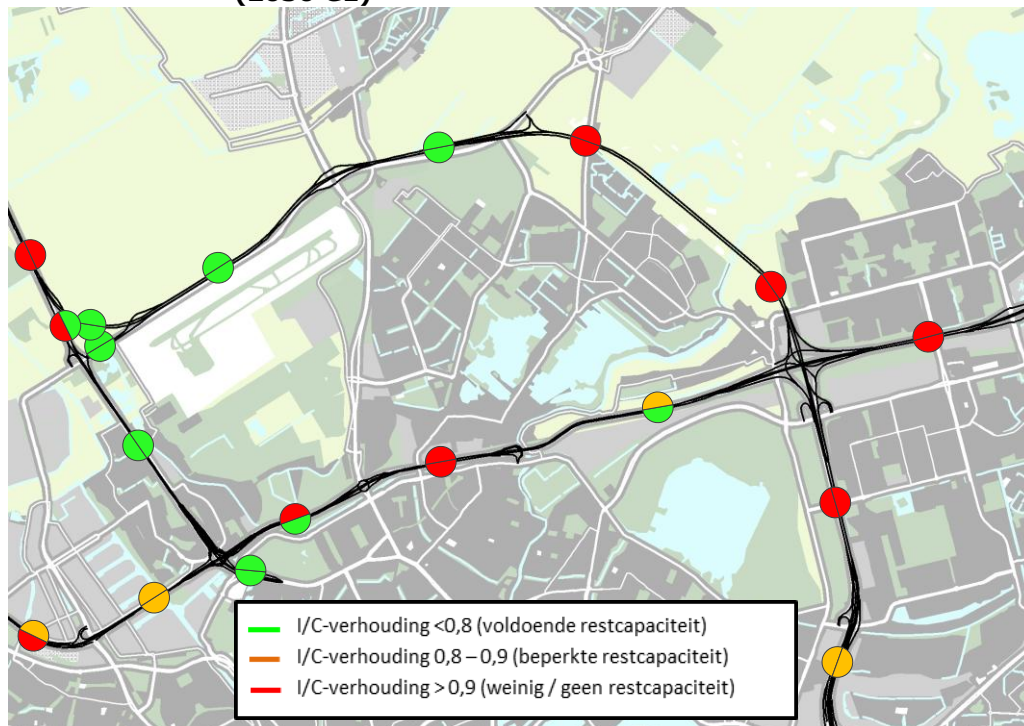 I/C-verhouding <0,8 (voldoende restcapaciteit)
I/C-verhouding 0,8 – 0,9 (beperkte restcapaciteit)
I/C-verhouding > 0,9 (weinig / geen restcapaciteit)